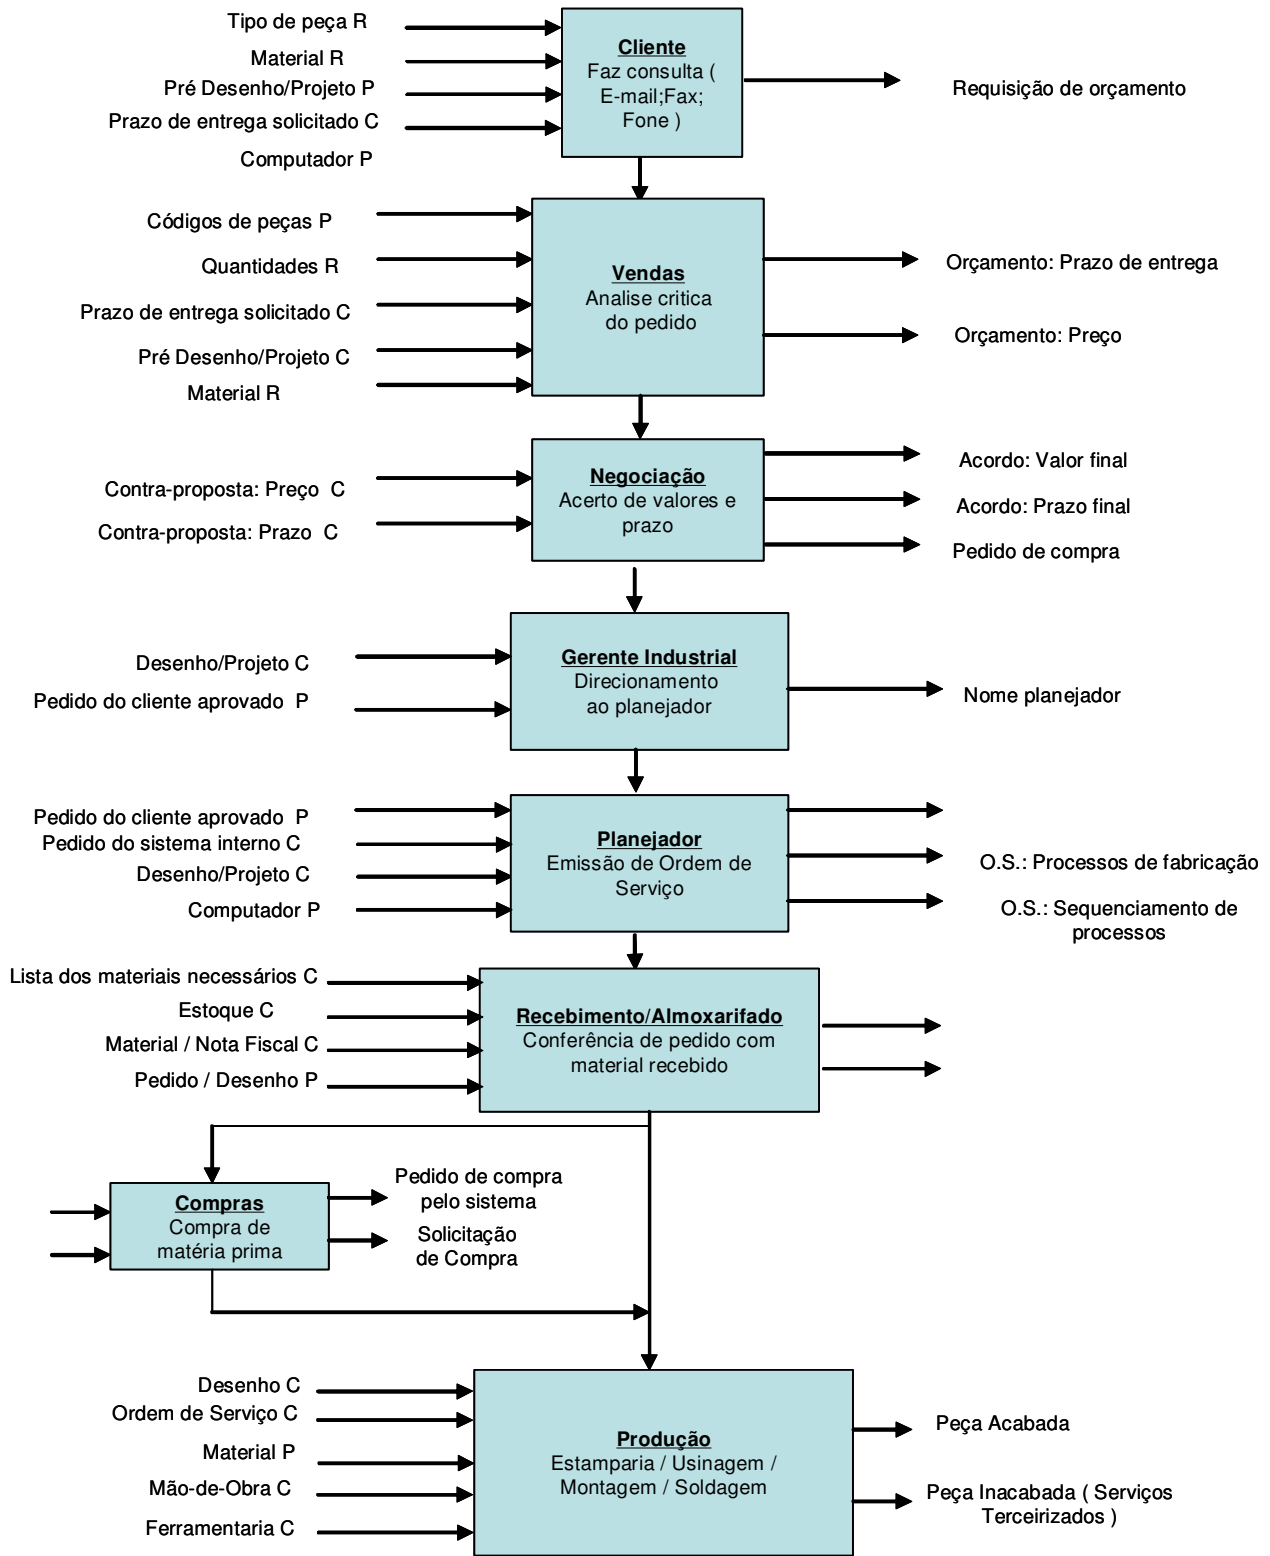 Tipo de peça R
Material R
Pré Desenho/Projeto P
Prazo de entrega solicitado C
Computador P
Cliente
Faz consulta (
E-mail;Fax;
Fone )
Requisição de orçamento
Códigos de peças P
Quantidades R
Prazo de entrega solicitado C
Pré Desenho/Projeto C
Material R
Vendas
Analise critica
do pedido
Orçamento: Prazo de entrega
Orçamento: Preço
Contra-proposta: Preço C
Contra-proposta: Prazo C
Negociação
Acerto de valores e
prazo
Acordo: Valor final
Acordo: Prazo final
Pedido de compra
Desenho/Projeto C
Pedido do cliente aprovado P
Gerente Industrial
Direcionamento
ao planejador
Nome planejador
Pedido do cliente aprovado P
Pedido do sistema interno C
Desenho/Projeto C
Computador P
Planejador
Emissão de Ordem de
Serviço
O.S.: Processos de fabricação
O.S.: Sequenciamento de
processos
Lista dos materiais necessários C
Estoque C
Material / Nota Fiscal C
Pedido / Desenho P
Recebimento/Almoxarifado
Conferência de pedido com
material recebido
Compras
Compra de
matéria prima
Pedido de compra
pelo sistema
Solicitação
de Compra
Desenho C
Ordem de Serviço C
Material P
Mão-de-Obra C
Ferramentaria C
Produção
Estamparia / Usinagem /
Montagem / Soldagem
Peça Acabada
Peça Inacabada ( Serviços
Terceirizados )